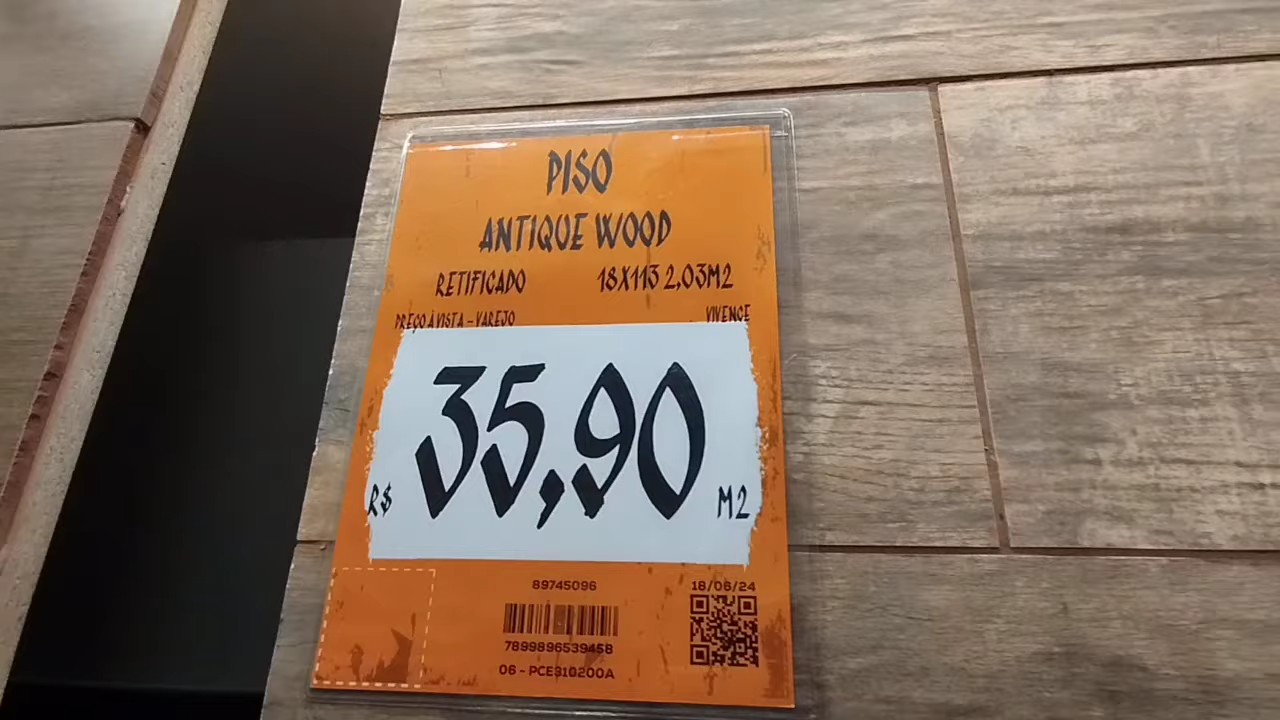 PISO
ANTIQUE WOOD
RETIFICADO 18X113 2,03M2
PREÇO À VISTA - VAREJO VIVENCE
R$ 35,90 M2
89745096 18/06/24
7899896539458
06 - PCE310200A